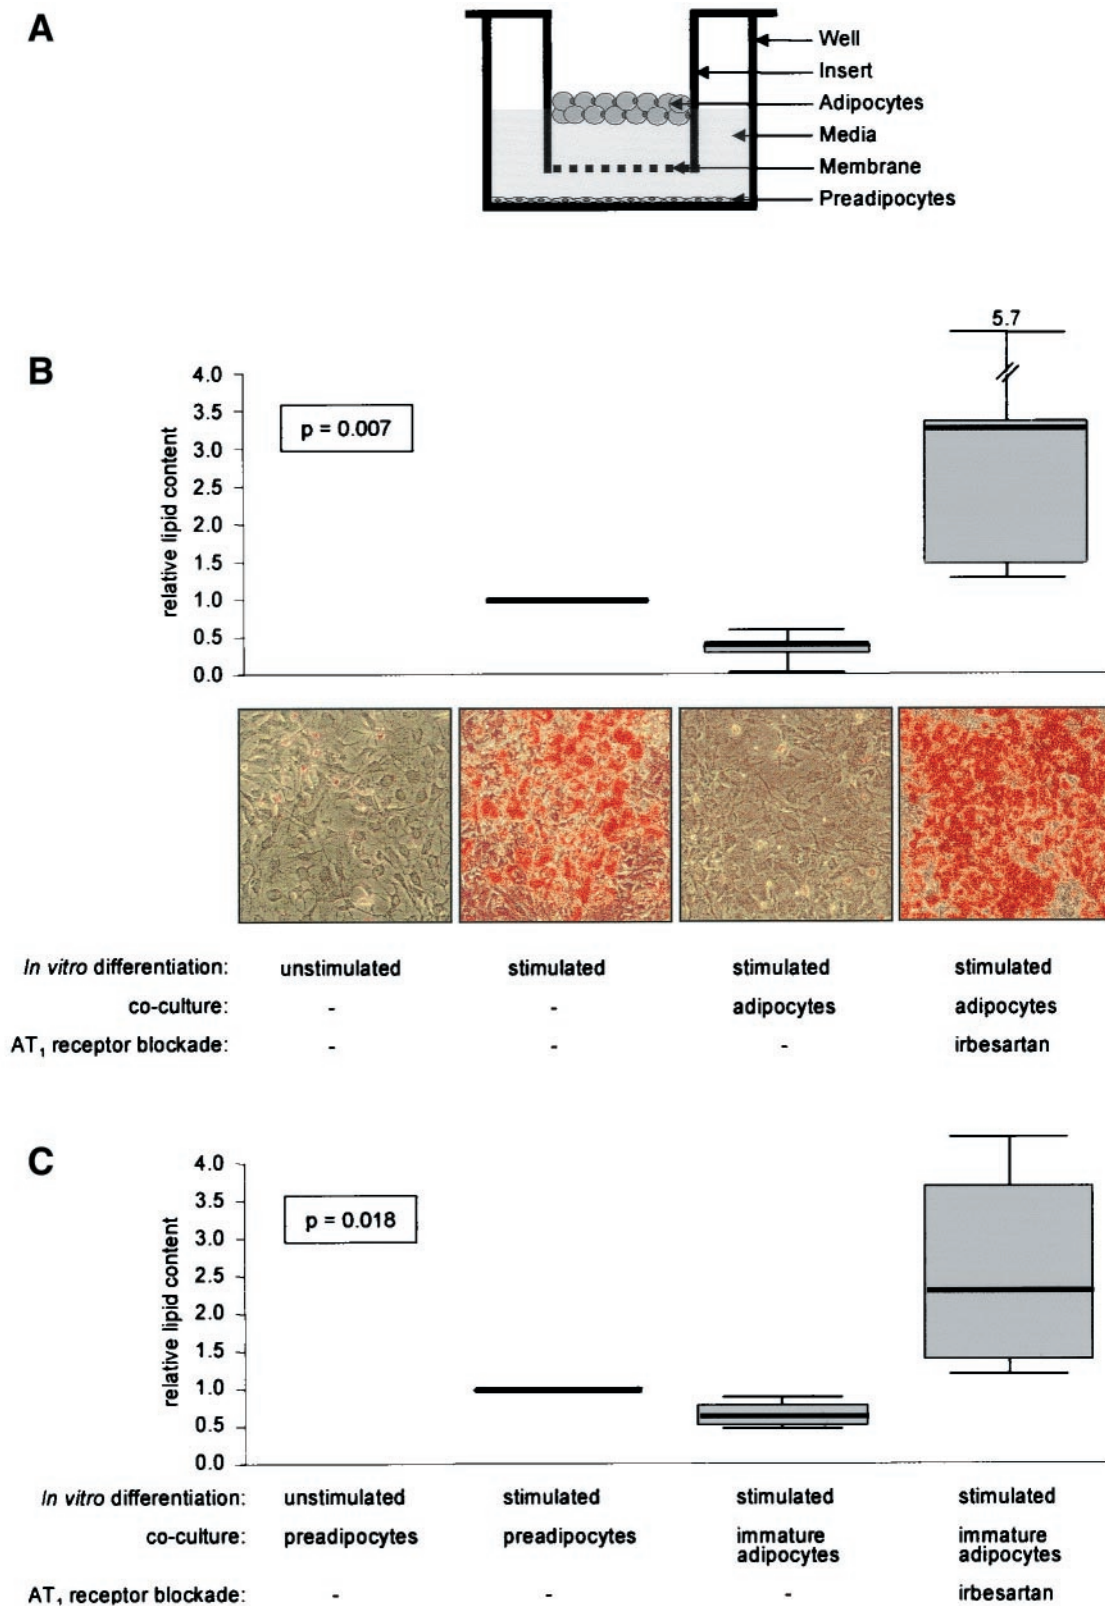 A
Well
Insert
Adipocytes
Media
Membrane
Preadipocytes
B
5.7
4.0
3.5
3.0
2.5
2.0
1.5
1.0
0.5
0.0
relative lipid content
p = 0.007
In vitro differentiation: unstimulated stimulated stimulated stimulated
co-culture: - - adipocytes adipocytes
AT₁ receptor blockade: - - - irbesartan
C
4.0
3.5
3.0
2.5
2.0
1.5
1.0
0.5
0.0
relative lipid content
p = 0.018
In vitro differentiation: unstimulated stimulated stimulated stimulated
co-culture: preadipocytes preadipocytes immature immature
adipocytes adipocytes
AT₁ receptor blockade: - - - irbesartan